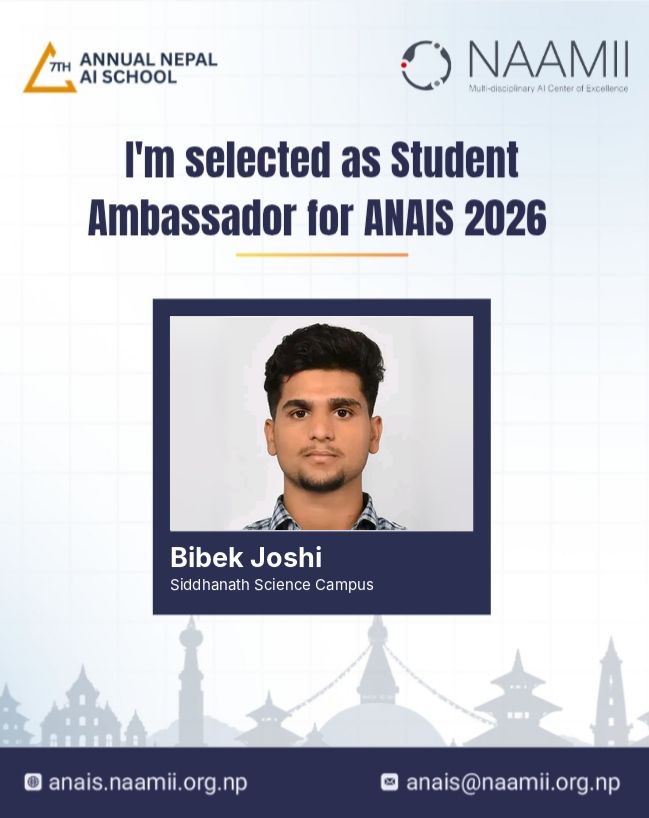 7TH
ANNUAL NEPAL
AI SCHOOL
NAAMII
Multi-disciplinary AI Center of Excellence
I'm selected as Student
Ambassador for ANAIS 2026
Bibek Joshi
Siddhanath Science Campus
anais.naamii.org.np
anais@naamii.org.np